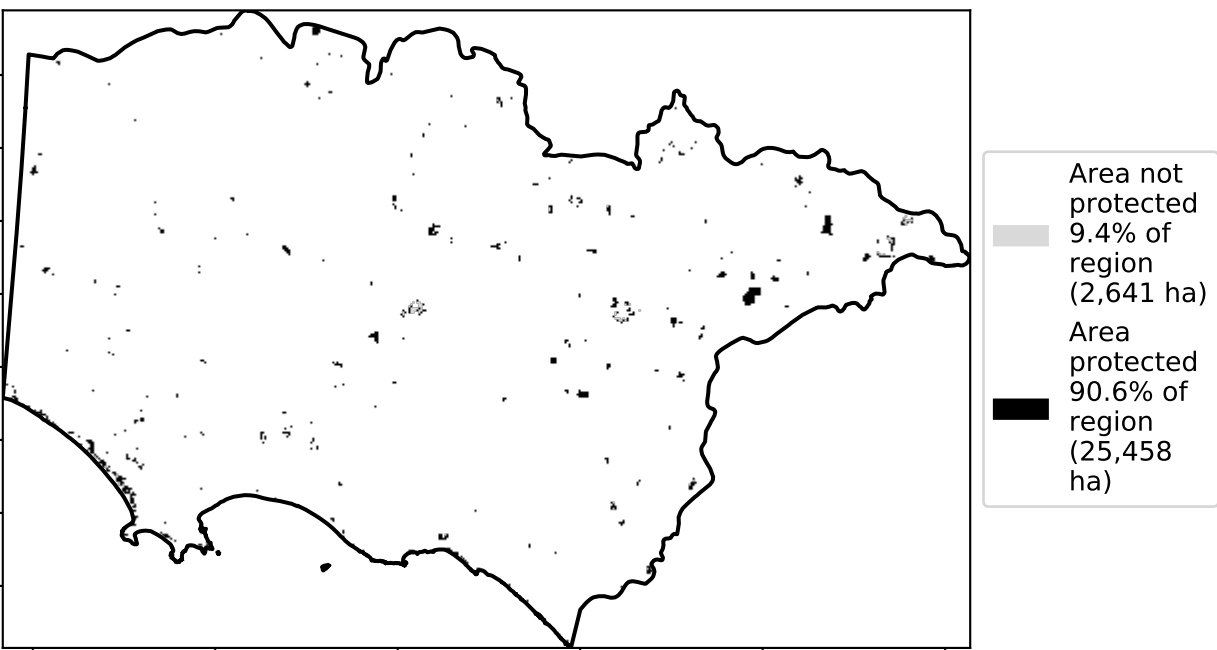 Area not
protected
9.4% of
region
(2,641 ha)
Area
protected
90.6% of
region
(25,458
ha)